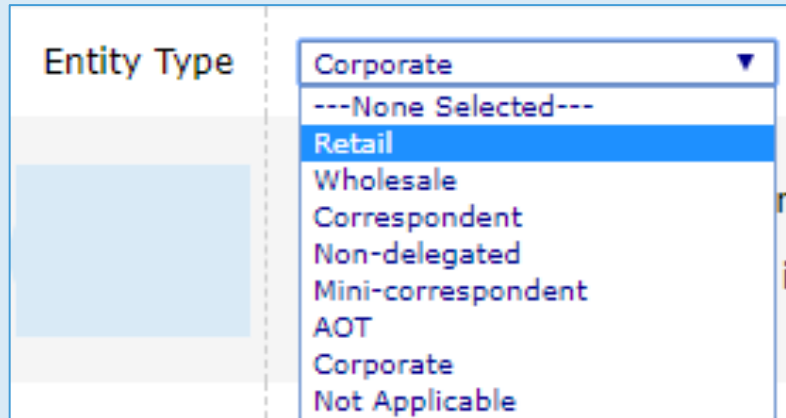 Entity Type
Corporate
---None Selected---
Retail
Wholesale
Correspondent
Non-delegated
Mini-correspondent
AOT
Corporate
Not Applicable